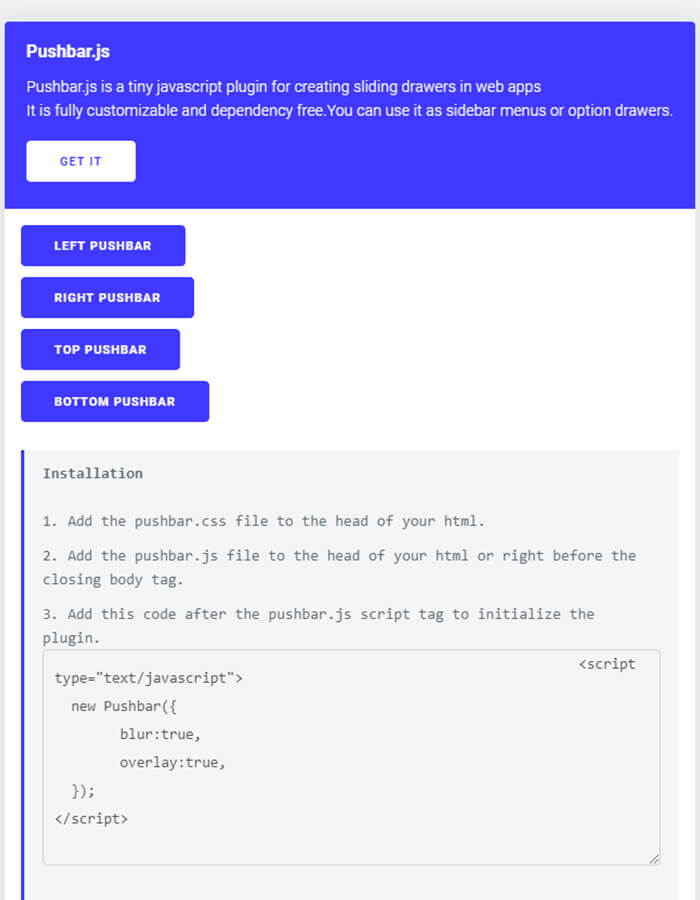 Pushbar.js
Pushbar.js is a tiny javascript plugin for creating sliding drawers in web apps
It is fully customizable and dependency free.You can use it as sidebar menus or option drawers.
GET IT
LEFT PUSHBAR
RIGHT PUSHBAR
TOP PUSHBAR
BOTTOM PUSHBAR
Installation
1. Add the pushbar.css file to the head of your html.
2. Add the pushbar.js file to the head of your html or right before the
closing body tag.
3. Add this code after the pushbar.js script tag to initialize the
plugin.
<script
type="text/javascript">
new Pushbar({
blur:true,
overlay:true,
});
</script>